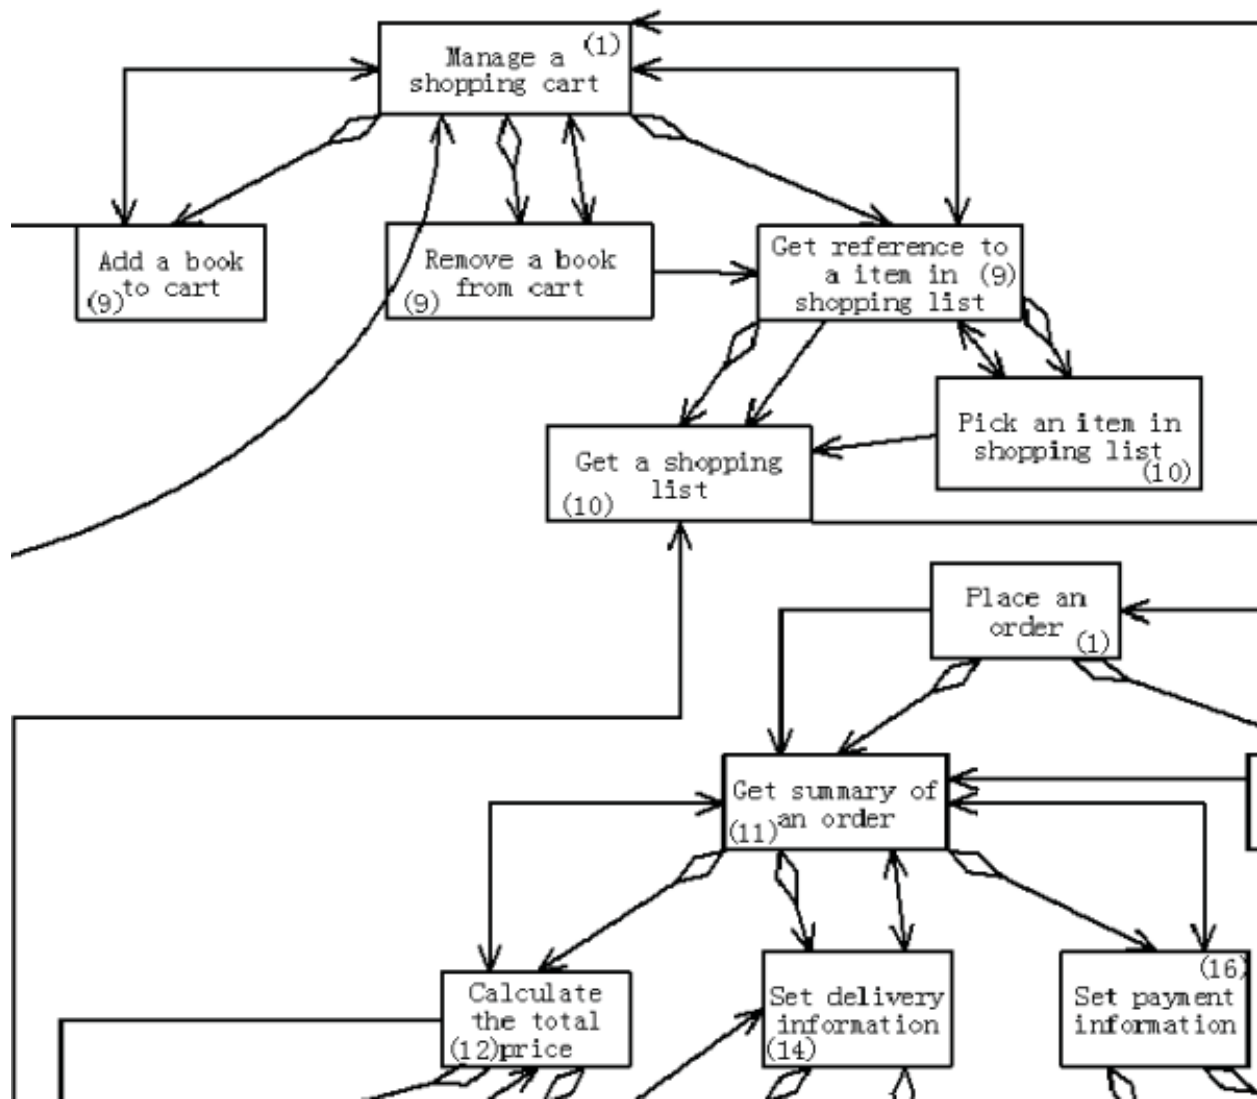 Manage a (1)
shopping cart
Add a book
to cart
(9)
Remove a book
from cart
(9)
Get reference to
a item in (9)
shopping list
Get a shopping
list
(10)
Pick an item in
shopping list
(10)
Place an
order
(1)
Get summary of
an order
(11)
Calculate
the total
(12) price
Set delivery
information
(14)
(16)
Set payment
information